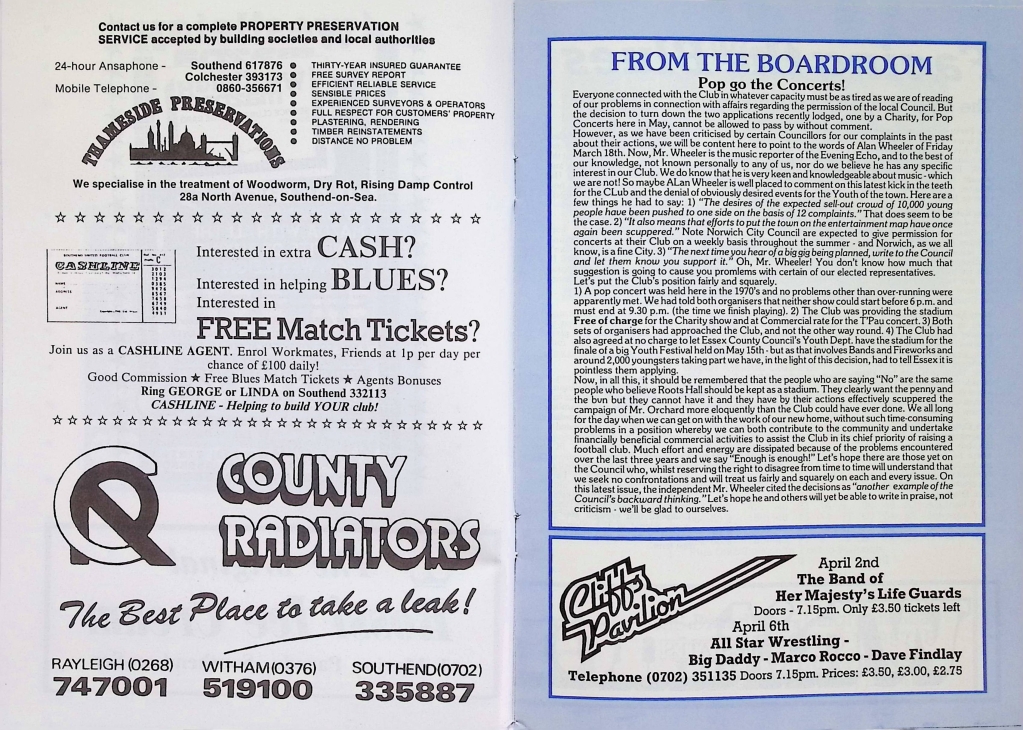 Contact us for a complete PROPERTY PRESERVATION
SERVICE accepted by building societies and local authorities
24-hour Ansaphone - Southend 617876
Colchester 393173
Mobile Telephone - 0860-356671
THAMESIDE PRESERVATIONS
THIRTY-YEAR INSURED GUARANTEE
FREE SURVEY REPORT
EFFICIENT RELIABLE SERVICE
SENSIBLE PRICES
EXPERIENCED SURVEYORS & OPERATORS
FULL RESPECT FOR CUSTOMERS' PROPERTY
PLASTERING, RENDERING
TIMBER REINSTATEMENTS
DISTANCE NO PROBLEM
We specialise in the treatment of Woodworm, Dry Rot, Rising Damp Control
28a North Avenue, Southend-on-Sea.
SOUTHEND UNITED FOOTBALL CLUB
CASHLINE
NAME
ADDRESS
AGENT
C
Interested in extra CASH?
Interested in helping BLUES?
Interested in
FREE Match Tickets?
Join us as a CASHLINE AGENT. Enrol Workmates, Friends at 1p per day per
chance of £100 daily!
Good Commission ★ Free Blues Match Tickets ★ Agents Bonuses
Ring GEORGE or LINDA on Southend 332113
CASHLINE - Helping to build YOUR club!
COUNTY
RADIATORS
The Best Place to take a leak!
RAYLEIGH (0268) WITHAM (0376) SOUTHEND (0702)
747001 519100 335887
FROM THE BOARDROOM
Pop go the Concerts!
Everyone connected with the Club in whatever capacity must be as tired as we are of reading
of our problems in connection with affairs regarding the permission of the local Council. But
the decision to turn down the two applications recently lodged, one by a Charity, for Pop
Concerts here in May, cannot be allowed to pass by without comment.
However, as we have been criticised by certain Councillors for our complaints in the past
about their actions, we will be content here to point to the words of Alan Wheeler of Friday
March 18th. Now, Mr. Wheeler is the music reporter of the Evening Echo, and to the best of
our knowledge, not known personally to any of us, nor do we believe he has any specific
interest in our Club. We do know that he is very keen and knowledgeable about music - which
we are not! So maybe ALan Wheeler is well placed to comment on this latest kick in the teeth
for the Club and the denial of obviously desired events for the Youth of the town. Here are a
few things he had to say: 1) "The desires of the expected sell-out crowd of 10,000 young
people have been pushed to one side on the basis of 12 complaints." That does seem to be
the case. 2) "It also means that efforts to put the town on the entertainment map have once
again been scuppered." Note Norwich City Council are expected to give permission for
concerts at their Club on a weekly basis throughout the summer - and Norwich, as we all
know, is a fine City. 3) "The next time you hear of a big gig being planned, write to the Council
and let them know you support it." Oh, Mr. Wheeler! You don't know how much that
suggestion is going to cause you promlems with certain of our elected representatives.
Let's put the Club's position fairly and squarely.
1) A pop concert was held here in the 1970's and no problems other than over-running were
apparently met. We had told both organisers that neither show could start before 6 p.m. and
must end at 9.30 p.m. (the time we finish playing). 2) The Club was providing the stadium
Free of charge for the Charity show and at Commercial rate for the T'Pau concert. 3) Both
sets of organisers had approached the Club, and not the other way round. 4) The Club had
also agreed at no charge to let Essex County Council's Youth Dept. have the stadium for the
finale of a big Youth Festival held on May 15th - but as that involves Bands and Fireworks and
around 2,000 youngsters taking part we have, in the light of this decision, had to tell Essex it is
pointless them applying.
Now, in all this, it should be remembered that the people who are saying "No" are the same
people who believe Roots Hall should be kept as a stadium. They clearly want the penny and
the bvn but they cannot have it and they have by their actions effectively scuppered the
campaign of Mr. Orchard more eloquently than the Club could have ever done. We all long
for the day when we can get on with the work of our new home, without such time-consuming
problems in a position whereby we can both contribute to the community and undertake
financially beneficial commercial activities to assist the Club in its chief priority of raising a
football club. Much effort and energy are dissipated because of the problems encountered
over the last three years and we say "Enough is enough!" Let's hope there are those yet on
the Council who, whilst reserving the right to disagree from time to time will understand that
we seek no confrontations and will treat us fairly and squarely on each and every issue. On
this latest issue, the independent Mr. Wheeler cited the decisions as "another example of the
Council's backward thinking." Let's hope he and others will yet be able to write in praise, not
criticism - we'll be glad to ourselves.
Cliffs
Pavilion
April 2nd
The Band of
Her Majesty's Life Guards
Doors - 7.15pm. Only £3.50 tickets left
April 6th
All Star Wrestling -
Big Daddy - Marco Rocco - Dave Findlay
Telephone (0702) 351135 Doors 7.15pm. Prices: £3.50, £3.00, £2.75